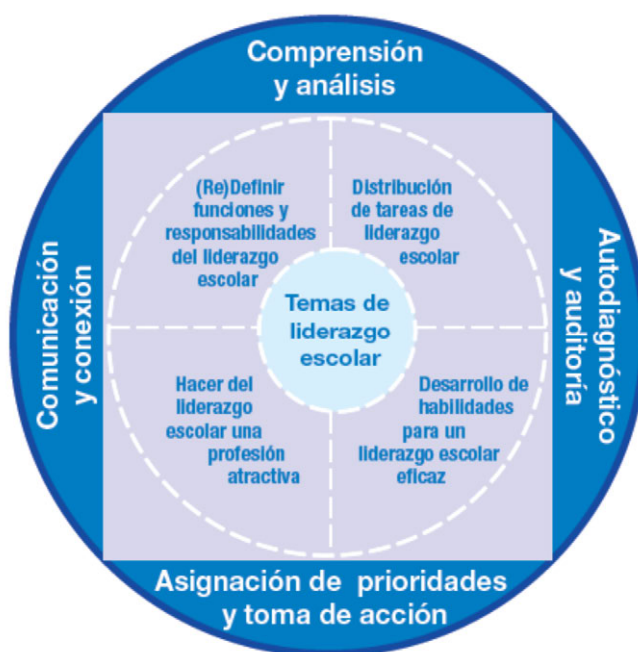 Comprensión
y análisis
(Re)Definir
funciones y
responsabilidades
del liderazgo
escolar
Distribución
de tareas de
liderazgo
escolar
Comunicación
y conexión
Temas de
liderazgo
escolar
Autodiagnóstico
y auditoría
Hacer del
liderazgo
escolar una
profesión
atractiva
Desarrollo de
habilidades
para un
liderazgo escolar
eficaz
Asignación de prioridades
y toma de acción